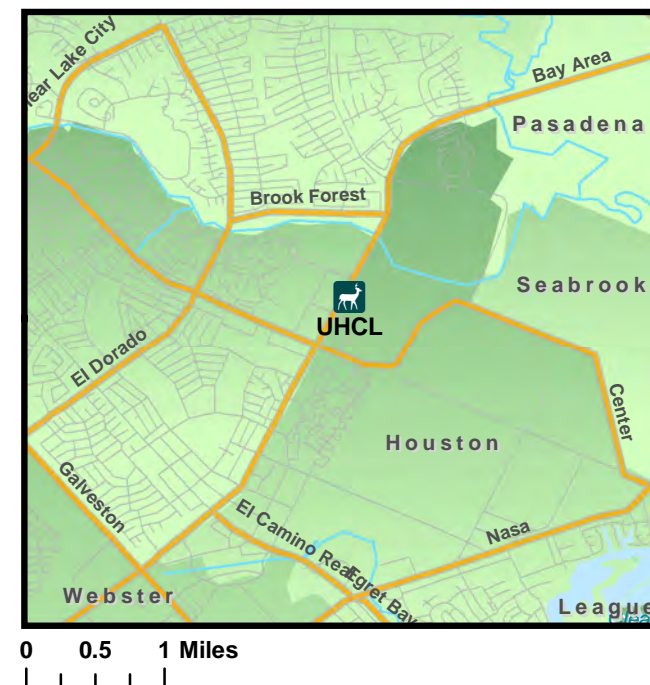 ear Lake City
Bay Area
Pasadena
Brook Forest
Seabrook
UHCL
El Dorado
Center
Houston
Galveston
El Camino Real
Nasa
Egret Bay
Webster
League
0 0.5 1 Miles